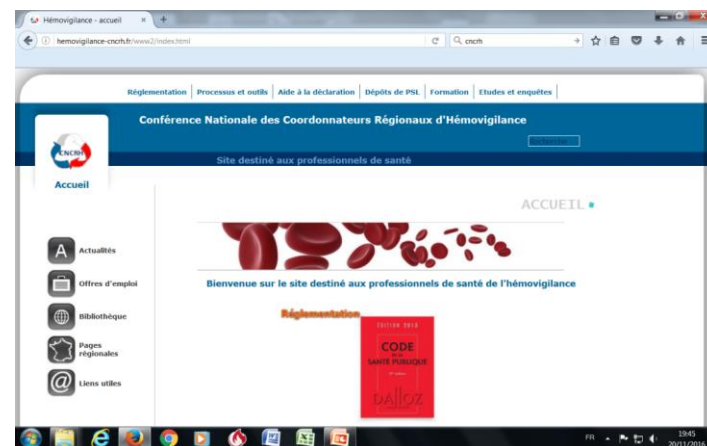 Hémovigilance - accueil
hemovigilance-cncrh.fr/www2/index.html
cncrh
Réglementation | Processus et outils | Aide à la déclaration | Dépôts de PSL | Formation | Etudes et enquêtes
Conférence Nationale des Coordonnateurs Régionaux d'Hémovigilance
Rechercher
CNCRH
Site destiné aux professionnels de santé
Accueil
ACCUEIL
A Actualités
Offres d'emploi
Bienvenue sur le site destiné aux professionnels de santé de l'hémovigilance
Bibliothèque
Réglementation
CODE
DE LA
SANTÉ PUBLIQUE
DALLOZ
Pages
régionales
@ Liens utiles
FR
19:45
20/11/2016